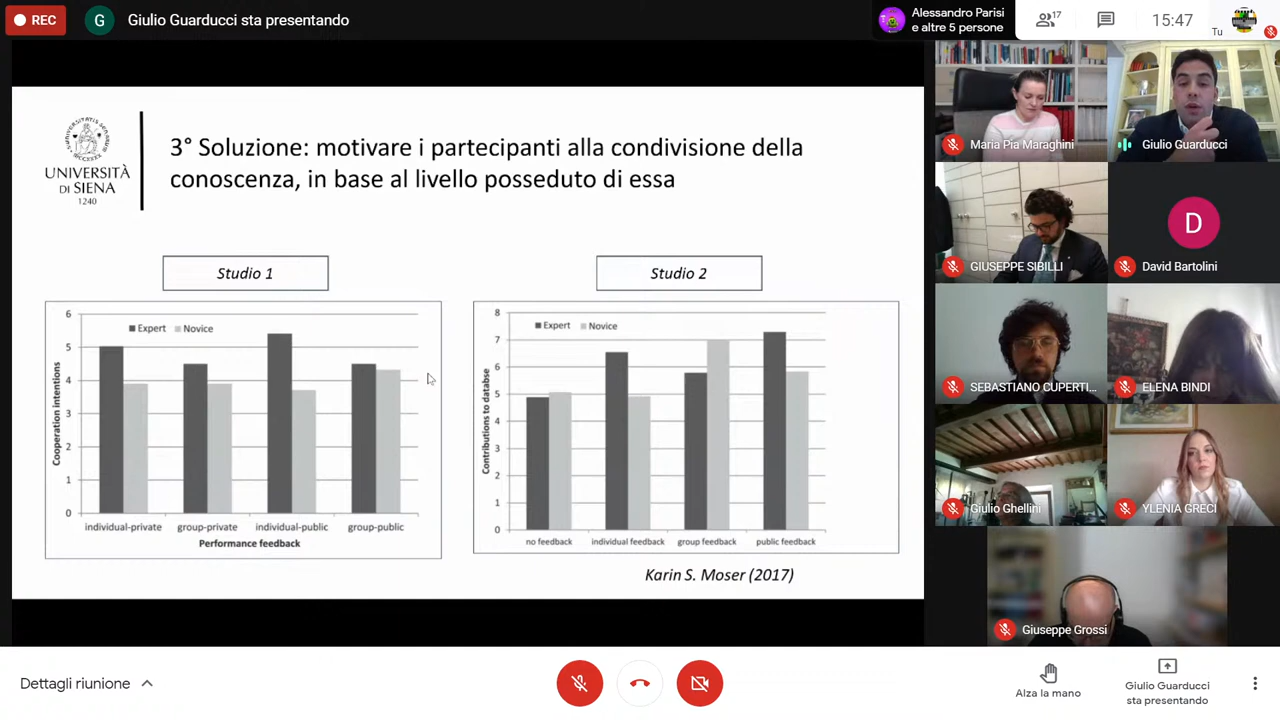 REC
G
Giulio Guarducci sta presentando
Alessandro Parisi
e altre 5 persone
17
15:47
Tu
UNIVERSITÀ
DI SIENA
1240
3° Soluzione: motivare i partecipanti alla condivisione della
conoscenza, in base al livello posseduto di essa
Studio 1
Studio 2
6
5
4
3
2
1
0
Cooperation intentions
Expert
Novice
individual-private
group-private
individual-public
group-public
Performance feedback
8
7
6
5
4
3
2
1
0
Contributions to databse
Expert
Novice
no feedback
individual feedback
group feedback
public feedback
Karin S. Moser (2017)
Maria Pia Maraghini
Giulio Guarducci
GIUSEPPE SIBILLI
D
David Bartolini
SEBASTIANO CUPERTI...
ELENA BINDI
Giulio Ghellini
YLENIA GRECI
Giuseppe Grossi
Dettagli riunione
Alza la mano
Giulio Guarducci
sta presentando